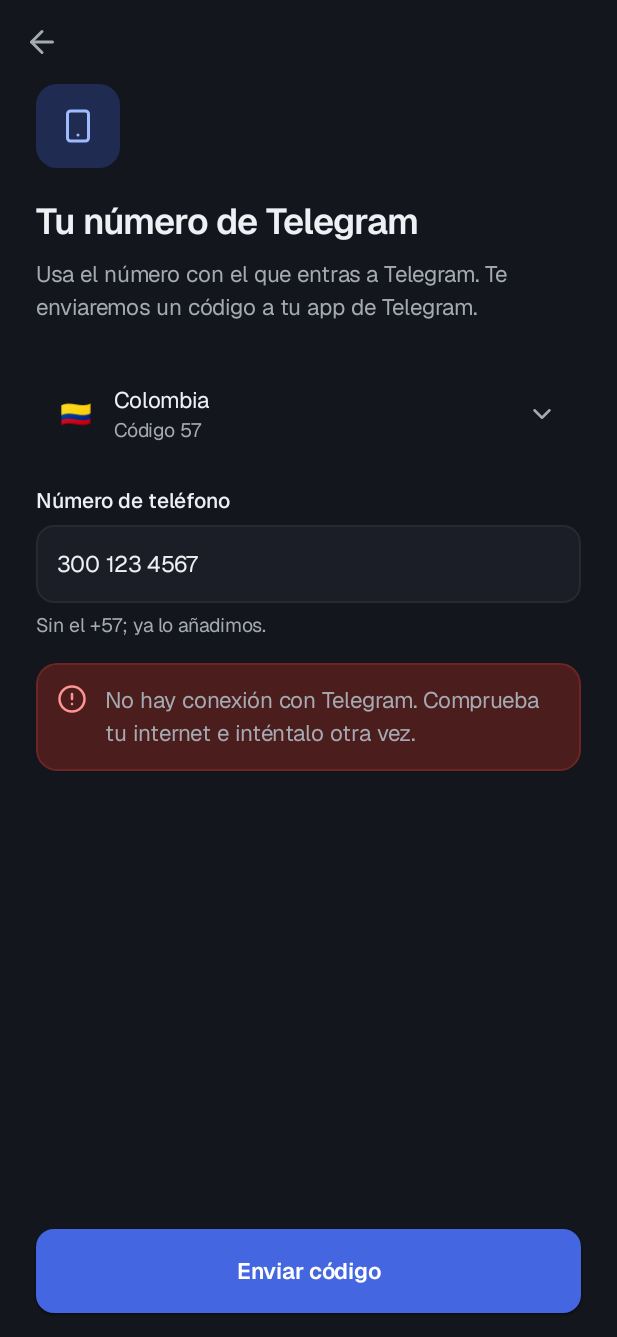 Tu número de Telegram
Usa el número con el que entras a Telegram. Te
enviaremos un código a tu app de Telegram.
Colombia
Código 57
Número de teléfono
300 123 4567
Sin el +57; ya lo añadimos.
No hay conexión con Telegram. Comprueba
tu internet e inténtalo otra vez.
Enviar código